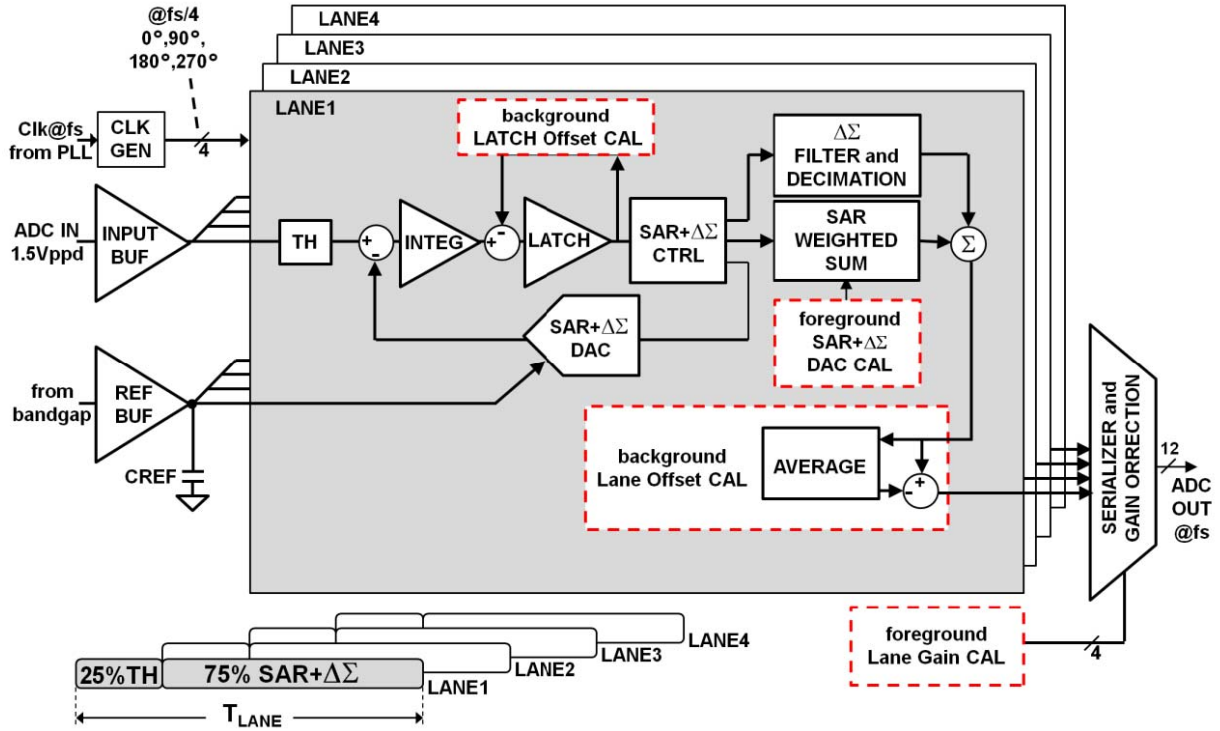 @fs/4
0°,90°,
180°,270°
LANE4
LANE3
LANE2
LANE1
Clk@fs
from PLL
CLK
GEN
4
background
LATCH Offset CAL
ΔΣ
FILTER and
DECIMATION
ADC IN
1.5Vppd
INPUT
BUF
TH
+
-
INTEG
+
-
LATCH
SAR+ΔΣ
CTRL
SAR
WEIGHTED
SUM
Σ
SAR+ΔΣ
DAC
foreground
SAR+ΔΣ
DAC CAL
from
bandgap
REF
BUF
CREF
background
Lane Offset CAL
AVERAGE
+
-
SERIALIZER and
GAIN ORRECTION
12
ADC
OUT
@fs
foreground
Lane Gain CAL
4
25%TH
75% SAR+ΔΣ
LANE4
LANE3
LANE2
LANE1
TLANE